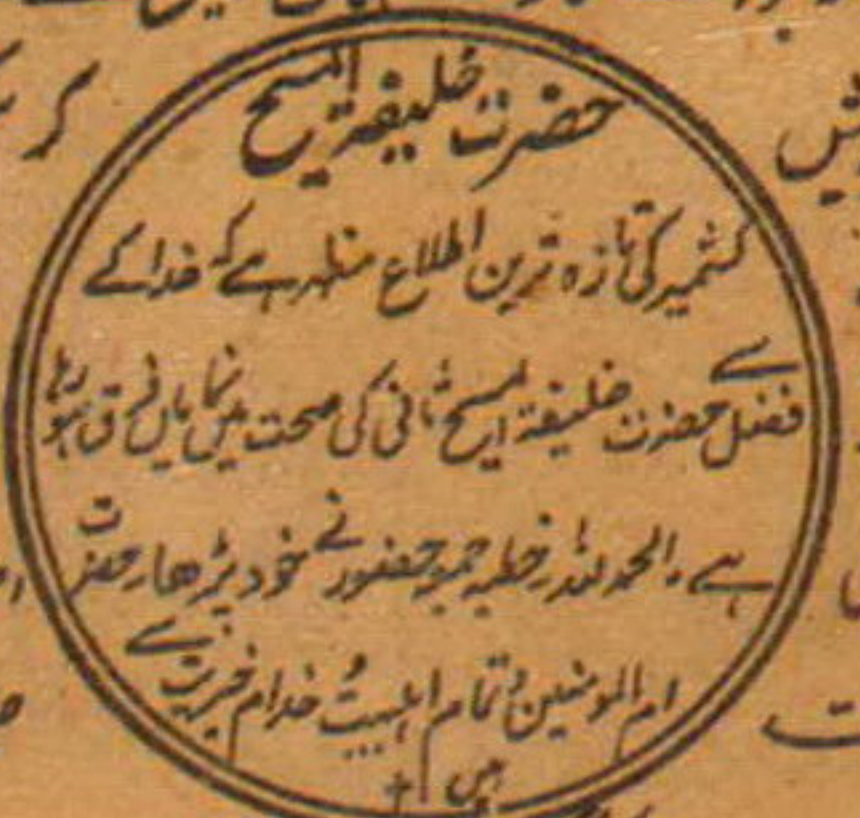 حضرت خلیفۃ المسیح
کشمیر کی تازہ ترین اطلاع مظہر ہے کہ خدا کے
فضل سے حضرت خلیفۃ المسیح ثانی کی صحت میں نمایاں فرق ہو رہا
ہے۔ الحمد للہ۔ خطبہ جمعہ حضور نے خود پڑھا۔ حضرت
ام المومنین و تمام اہلبیت و خدام خیریت سے
ہیں